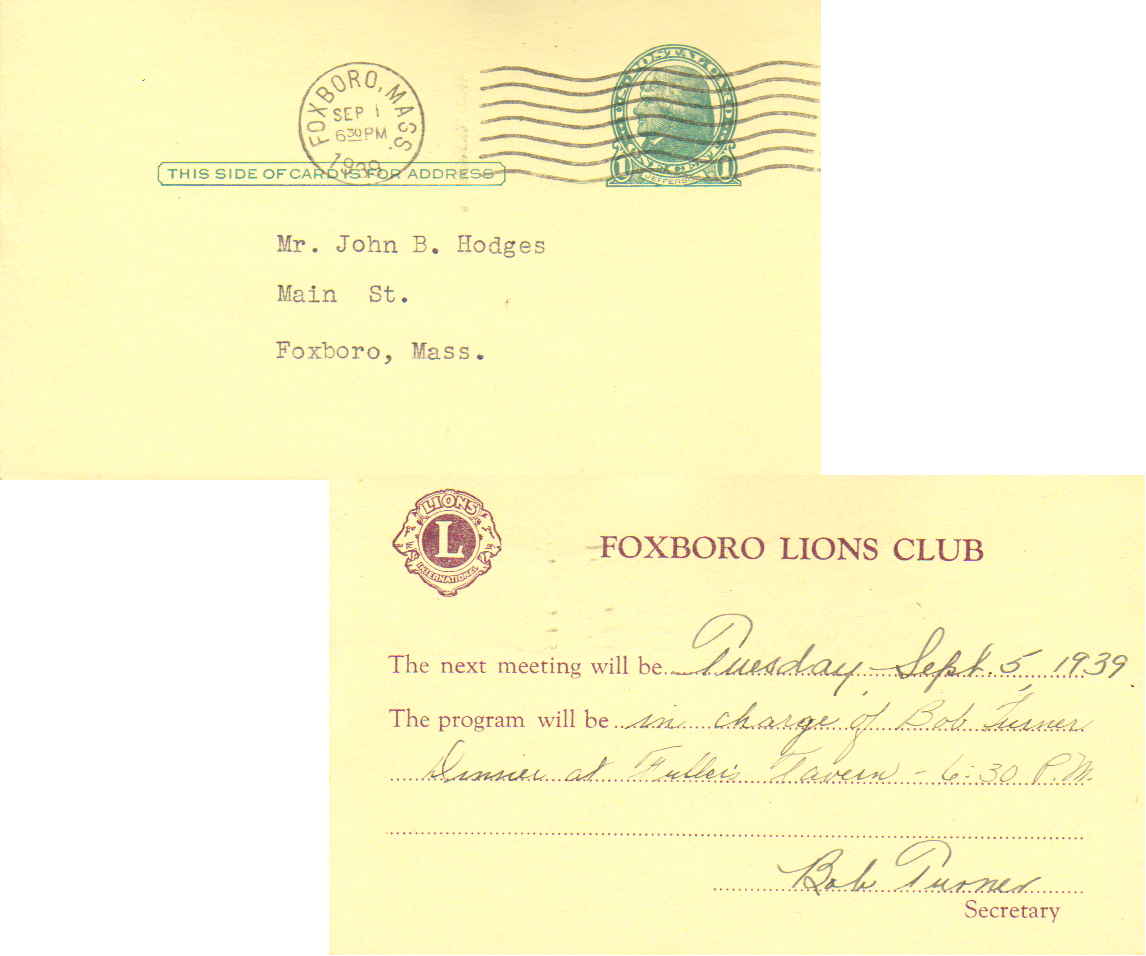 FOXBORO, MASS.
SEP 1
6 30 PM
1939
THIS SIDE OF CARD IS FOR ADDRESS
JEFFERSON
Mr. John B. Hodges
Main St.
Foxboro, Mass.
LIONS
L
INTERNATIONAL
FOXBORO LIONS CLUB
The next meeting will be Tuesday - Sept. 5, 1939
The program will be in charge of Bob Turner
Dinner at Fuller's Tavern - 6:30 P.M.
Bob Turner
Secretary